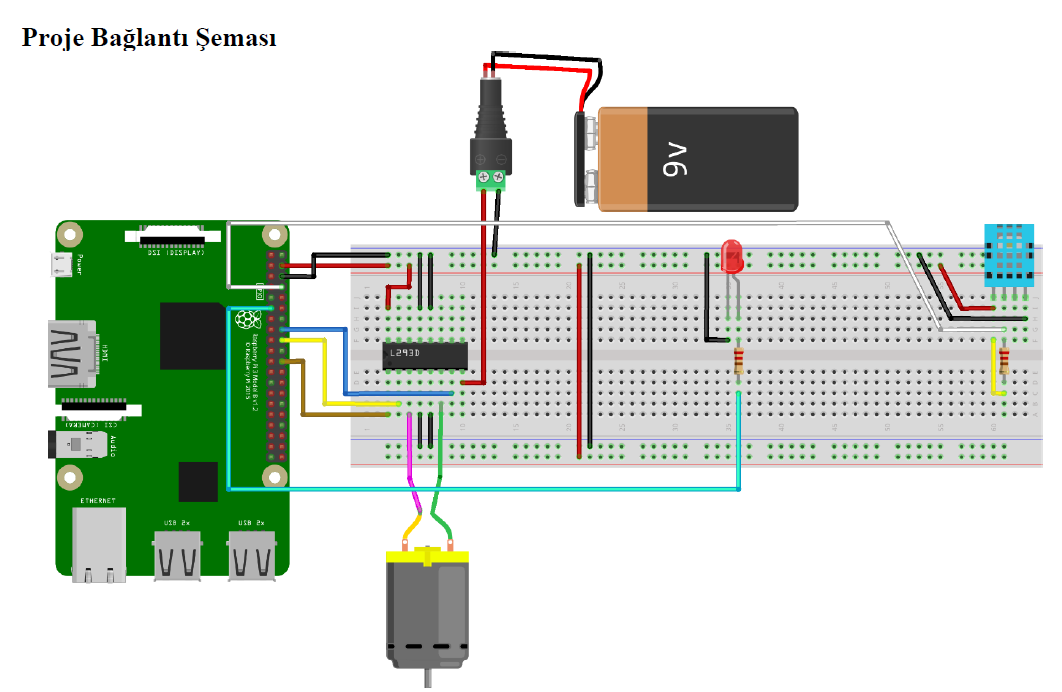 Proje Bağlantı Şeması
9v
DSI (DISPLAY)
Power
GPIO
HDMI
Raspberry Pi 3 Model B v1.2
© Raspberry Pi 2015
L293D
CSI (CAMERA)
Audio
ETHERNET
USB 2x
USB 2x